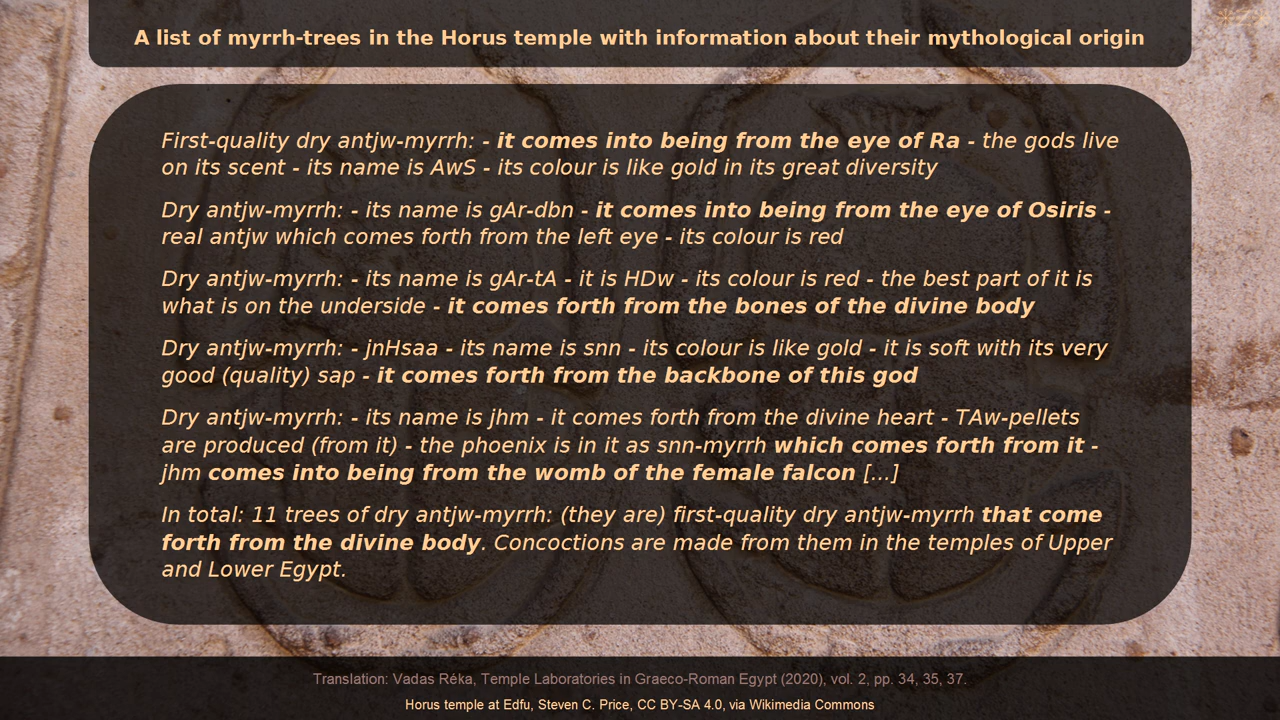 A list of myrrh-trees in the Horus temple with information about their mythological origin
First-quality dry antjw-myrrh: - it comes into being from the eye of Ra - the gods live
on its scent - its name is AwS - its colour is like gold in its great diversity
Dry antjw-myrrh: - its name is gAr-dbn - it comes into being from the eye of Osiris -
real antjw which comes forth from the left eye - its colour is red
Dry antjw-myrrh: - its name is gAr-tA - it is HDw - its colour is red - the best part of it is
what is on the underside - it comes forth from the bones of the divine body
Dry antjw-myrrh: - jnHsaa - its name is snn - its colour is like gold - it is soft with its very
good (quality) sap - it comes forth from the backbone of this god
Dry antjw-myrrh: - its name is jhm - it comes forth from the divine heart - TAw-pellets
are produced (from it) - the phoenix is in it as snn-myrrh which comes forth from it -
jhm comes into being from the womb of the female falcon [...]
In total: 11 trees of dry antjw-myrrh: (they are) first-quality dry antjw-myrrh that come
forth from the divine body. Concoctions are made from them in the temples of Upper
and Lower Egypt.
Translation: Vadas Réka, Temple Laboratories in Graeco-Roman Egypt (2020), vol. 2, pp. 34, 35, 37.
Horus temple at Edfu, Steven C. Price, CC BY-SA 4.0, via Wikimedia Commons